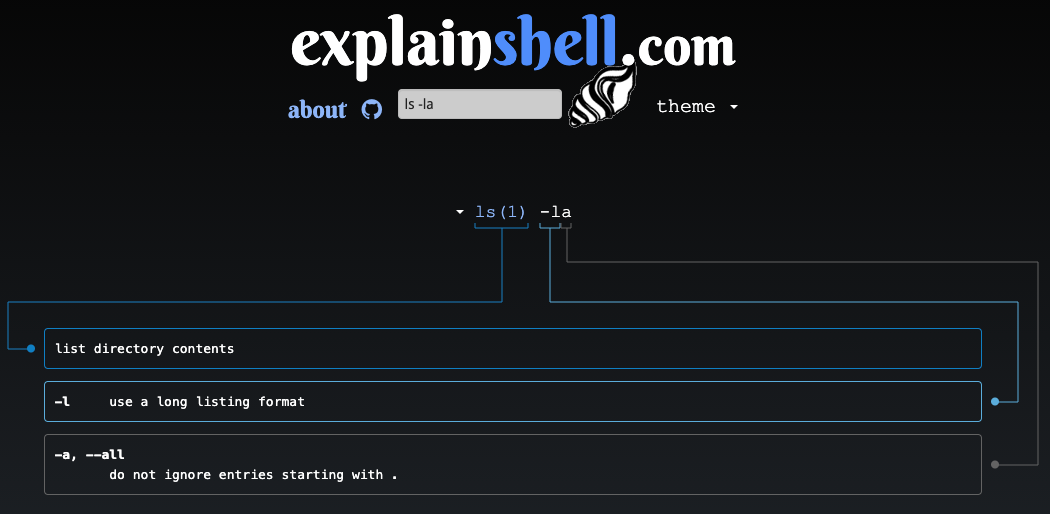 explainshell.com
about
ls -la
theme
ls(1) -la
list directory contents
-l     use a long listing format
-a, --all
       do not ignore entries starting with .